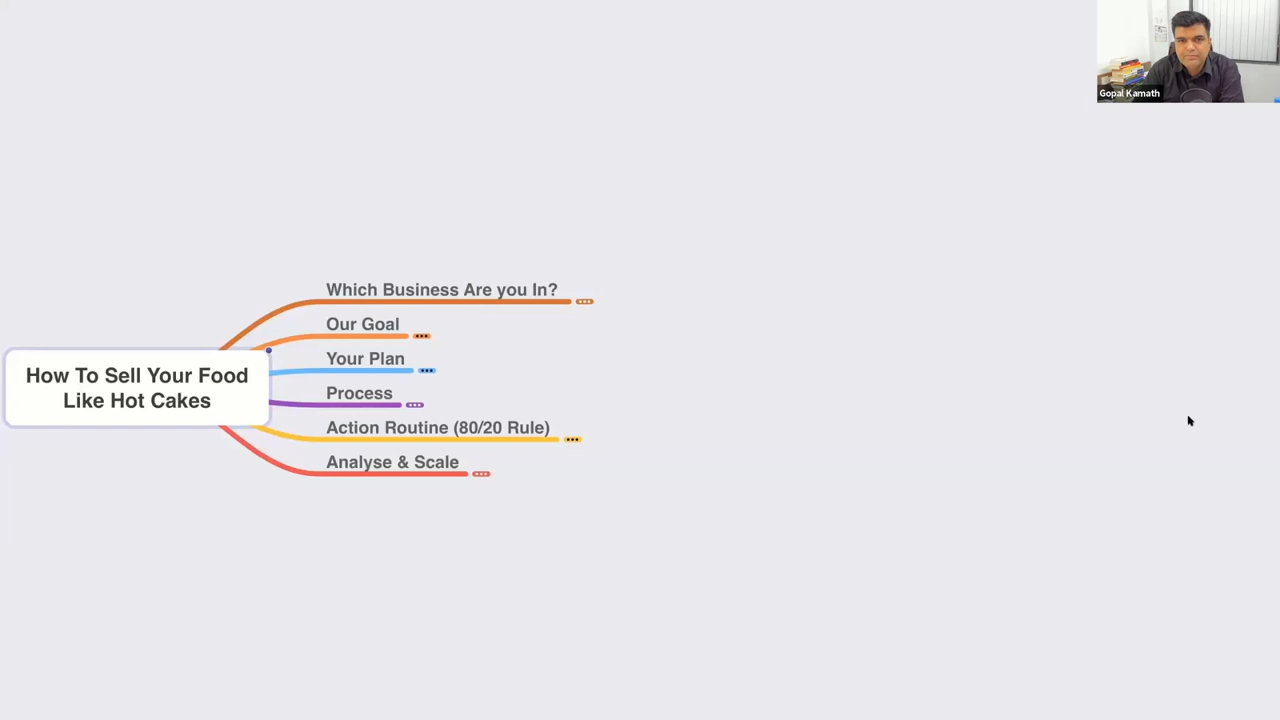 Gopal Kamath
Which Business Are you In?
Our Goal
Your Plan
How To Sell Your Food
Like Hot Cakes
Process
Action Routine (80/20 Rule)
Analyse & Scale